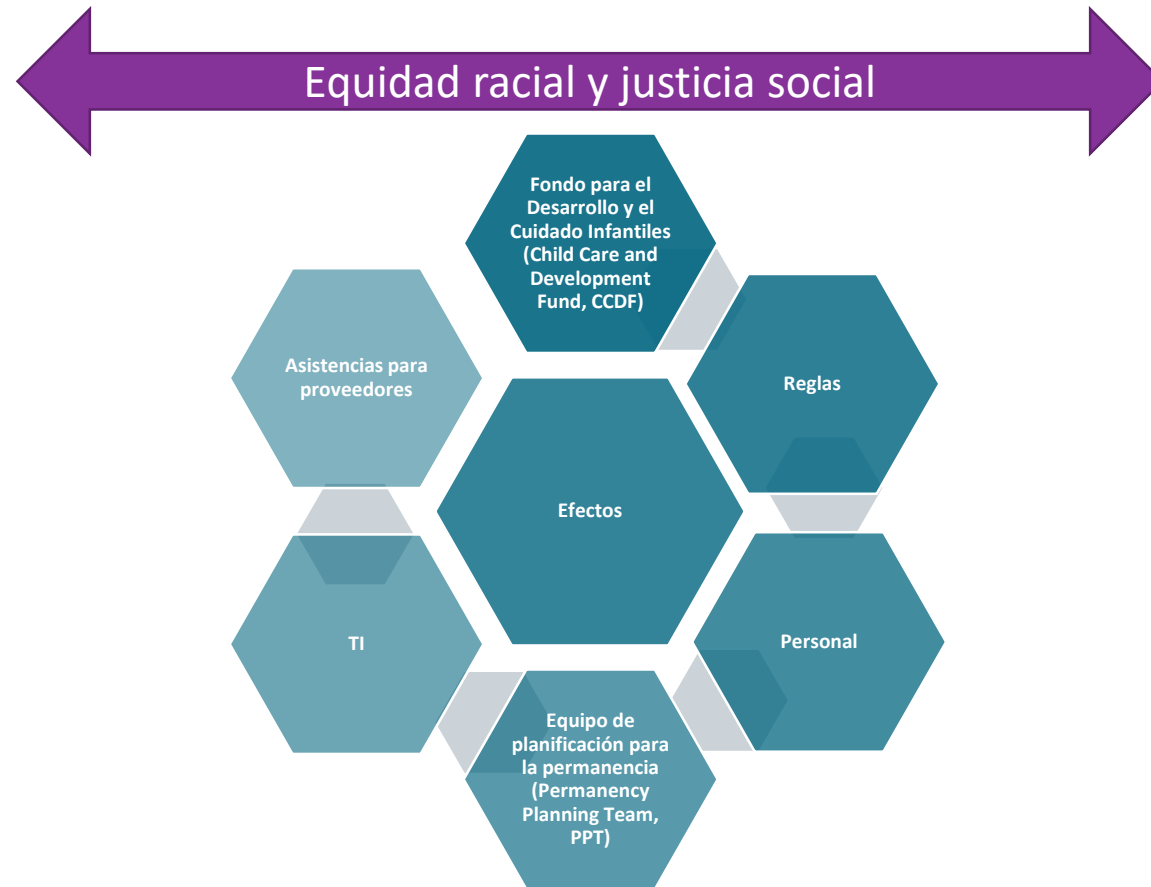 Equidad racial y justicia social
Fondo para el
Desarrollo y el
Cuidado Infantiles
(Child Care and
Development
Fund, CCDF)
Asistencias para
proveedores
Reglas
Efectos
TI
Personal
Equipo de
planificación para
la permanencia
(Permanency
Planning Team,
PPT)